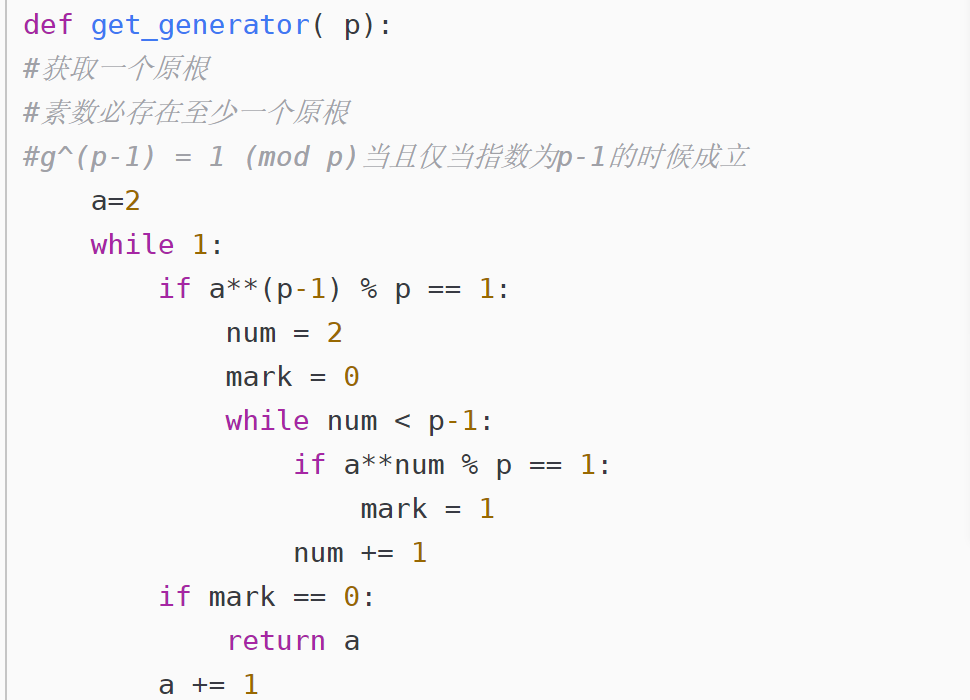 def get_generator( p):
#获取一个原根
#素数必存在至少一个原根
#g^(p-1) = 1 (mod p)当且仅当指数为p-1的时候成立
    a=2
    while 1:
        if a**(p-1) % p == 1:
            num = 2
            mark = 0
            while num < p-1:
                if a**num % p == 1:
                    mark = 1
                num += 1
        if mark == 0:
            return a
        a += 1